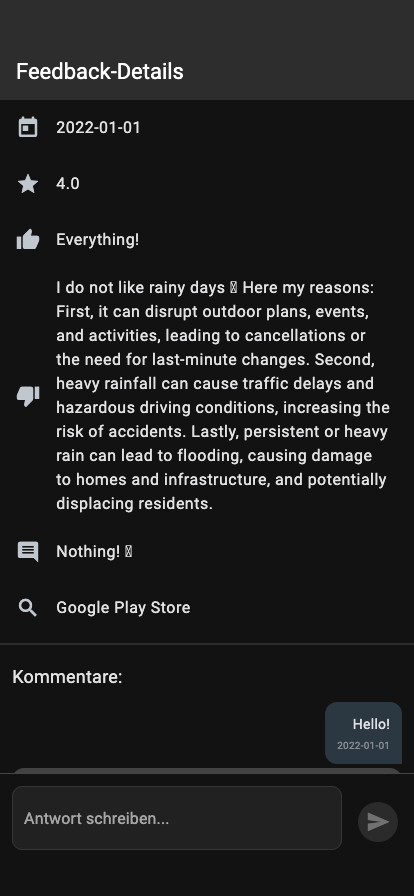 Feedback-Details
2022-01-01
4.0
Everything!
I do not like rainy days Here my reasons:
First, it can disrupt outdoor plans, events,
and activities, leading to cancellations or
the need for last-minute changes. Second,
heavy rainfall can cause traffic delays and
hazardous driving conditions, increasing the
risk of accidents. Lastly, persistent or heavy
rain can lead to flooding, causing damage
to homes and infrastructure, and potentially
displacing residents.
Nothing!
Google Play Store
Kommentare:
Hello!
2022-01-01
Antwort schreiben...